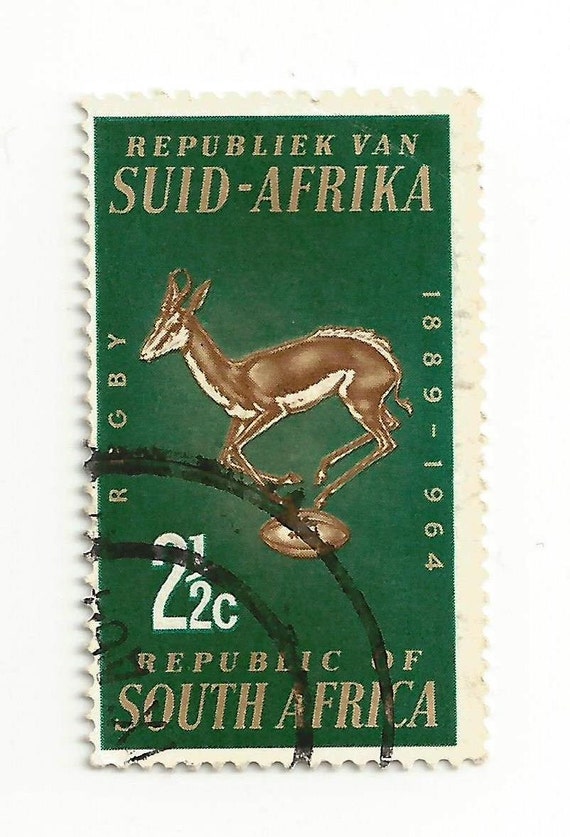 REPUBLIEK VAN
SUID-AFRIKA
RUGBY
1889-1964
2½c
REPUBLIC OF
SOUTH AFRICA